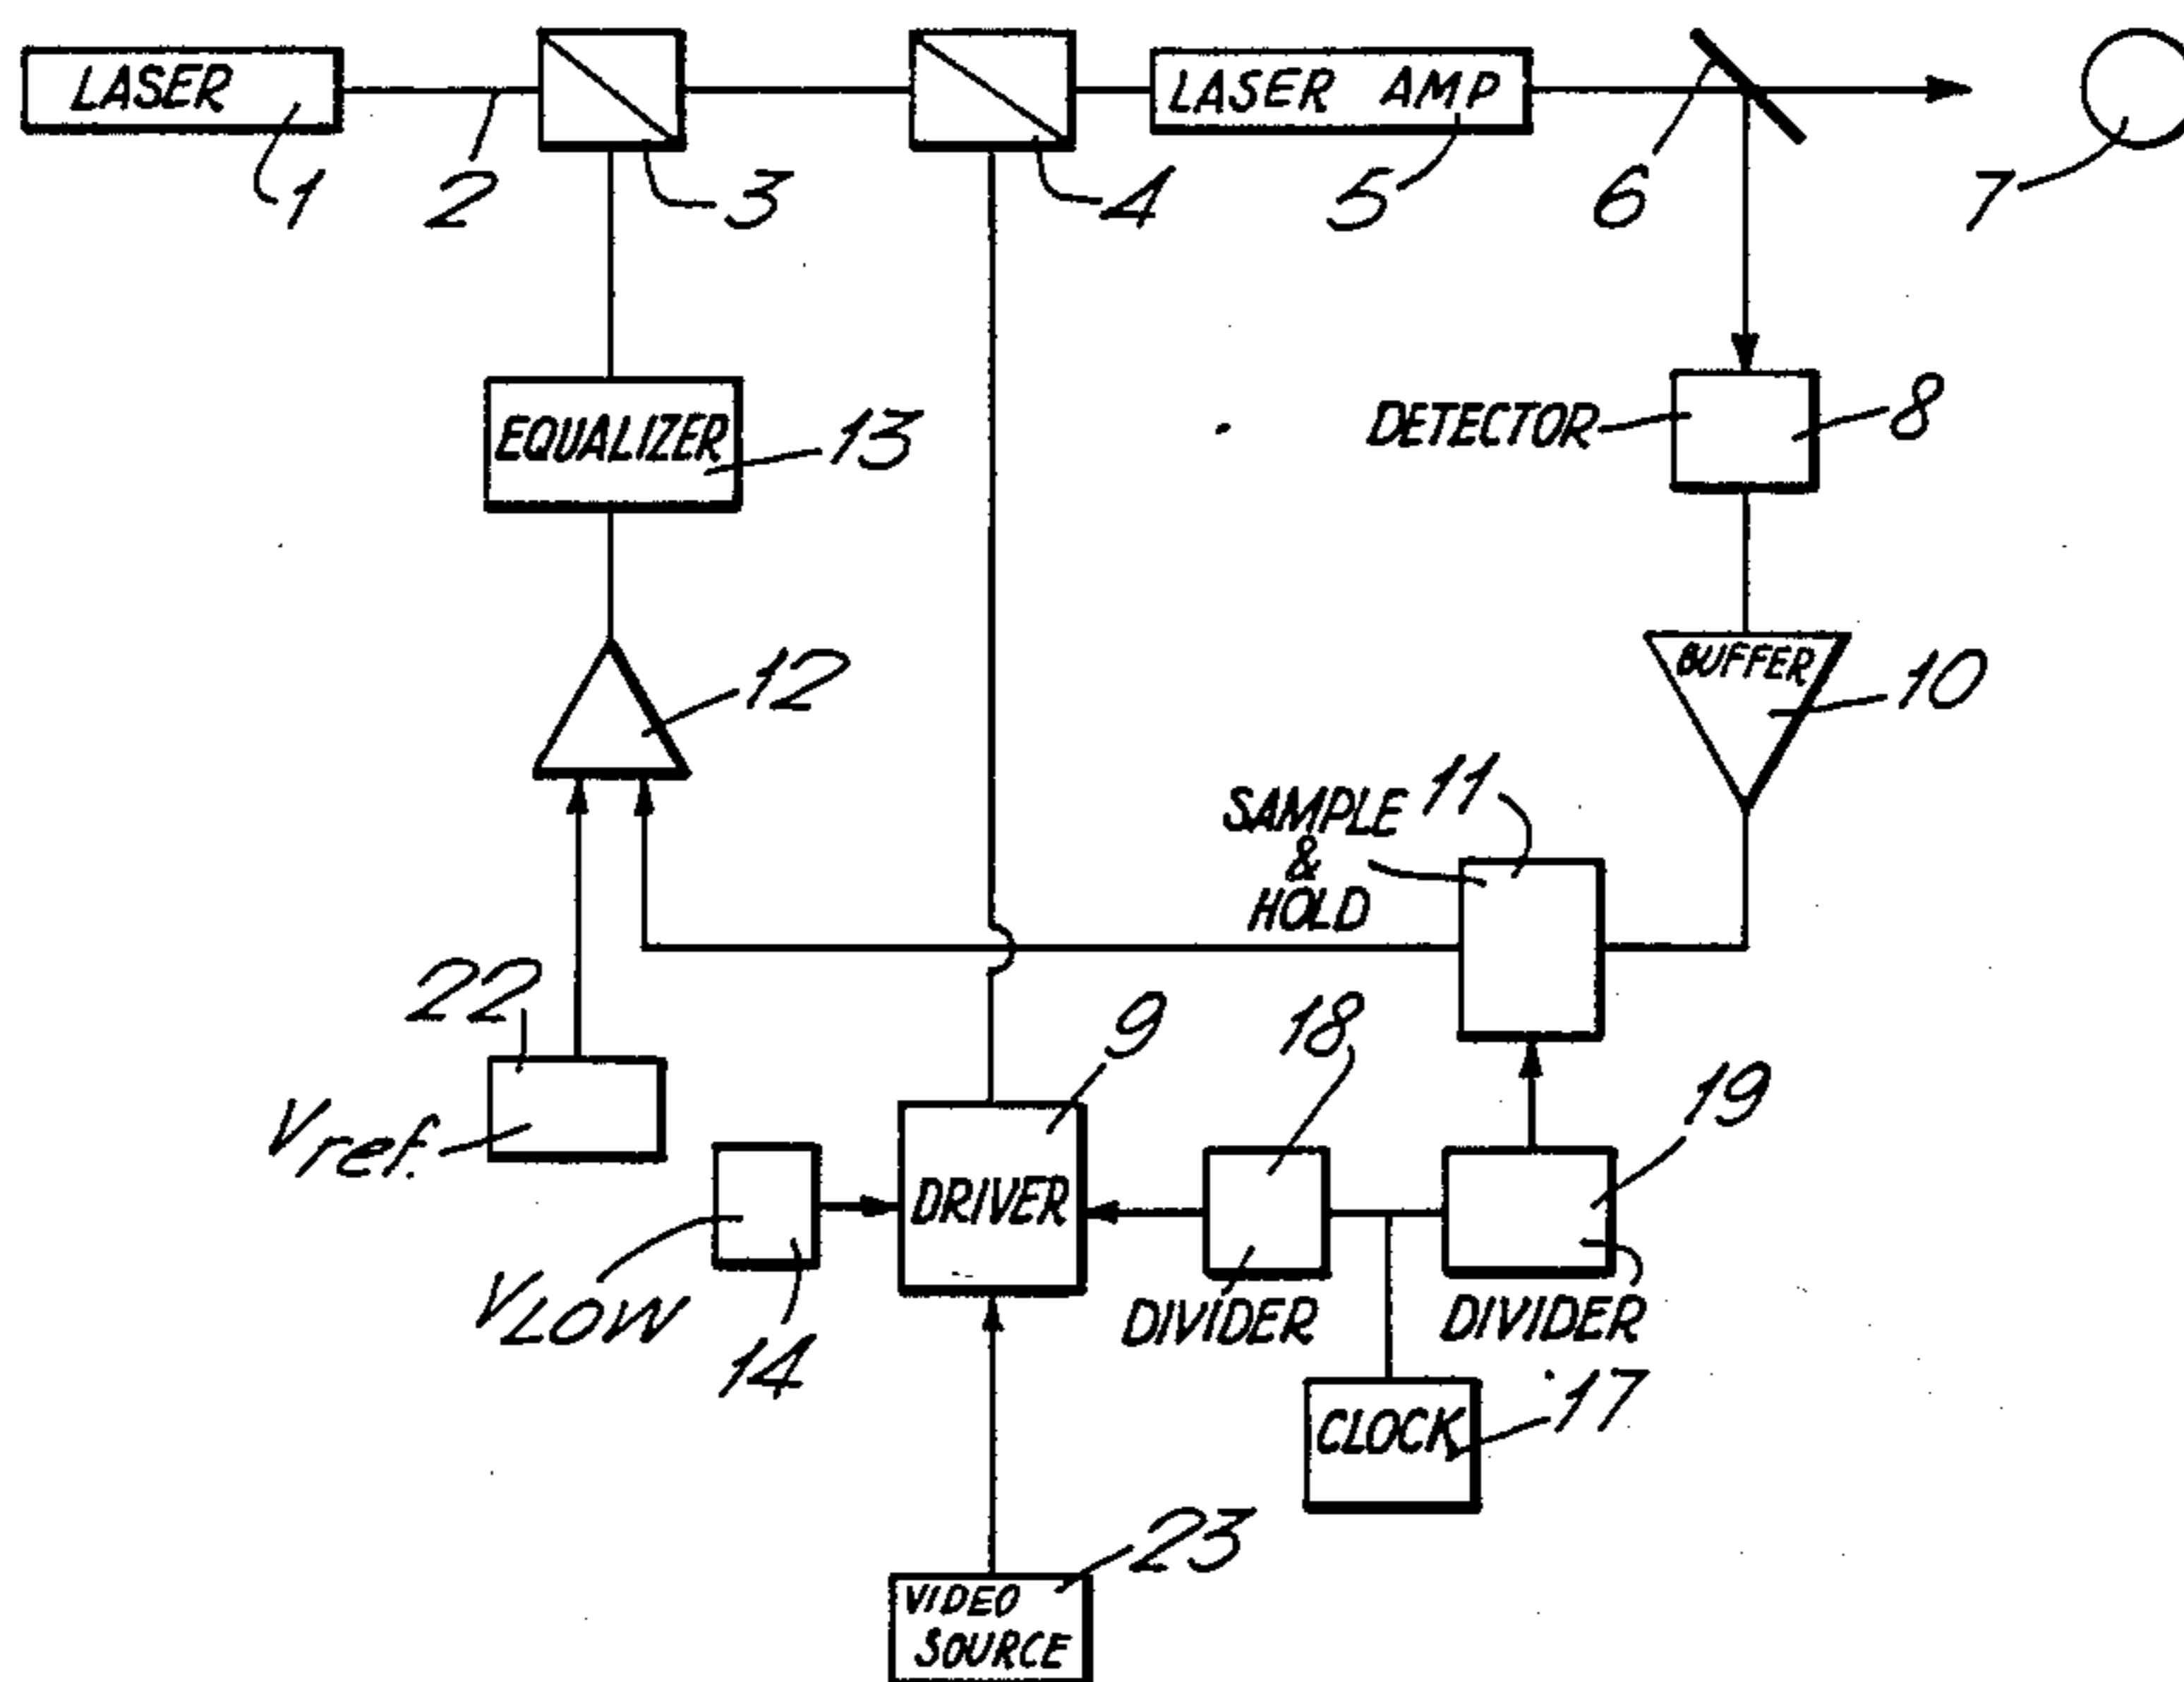 LASER
LASER AMP
1
2
3
4
5
6
7
EQUALIZER
13
DETECTOR
8
12
BUFFER
10
SAMPLE
&
HOLD
11
22
9
18
19
Vref.
DRIVER
VLOW
14
DIVIDER
DIVIDER
CLOCK
17
23
VIDEO
SOURCE